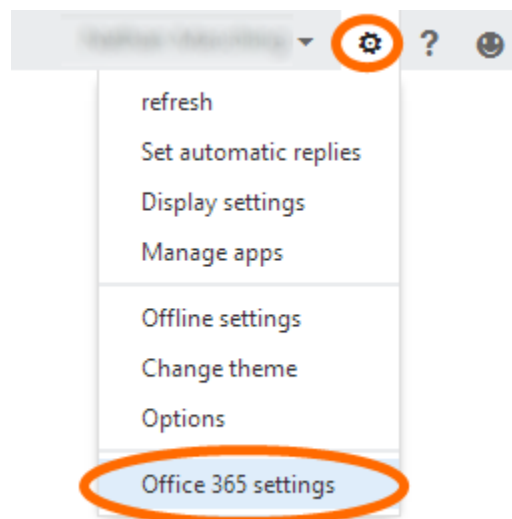 ?
refresh
Set automatic replies
Display settings
Manage apps
Offline settings
Change theme
Options
Office 365 settings